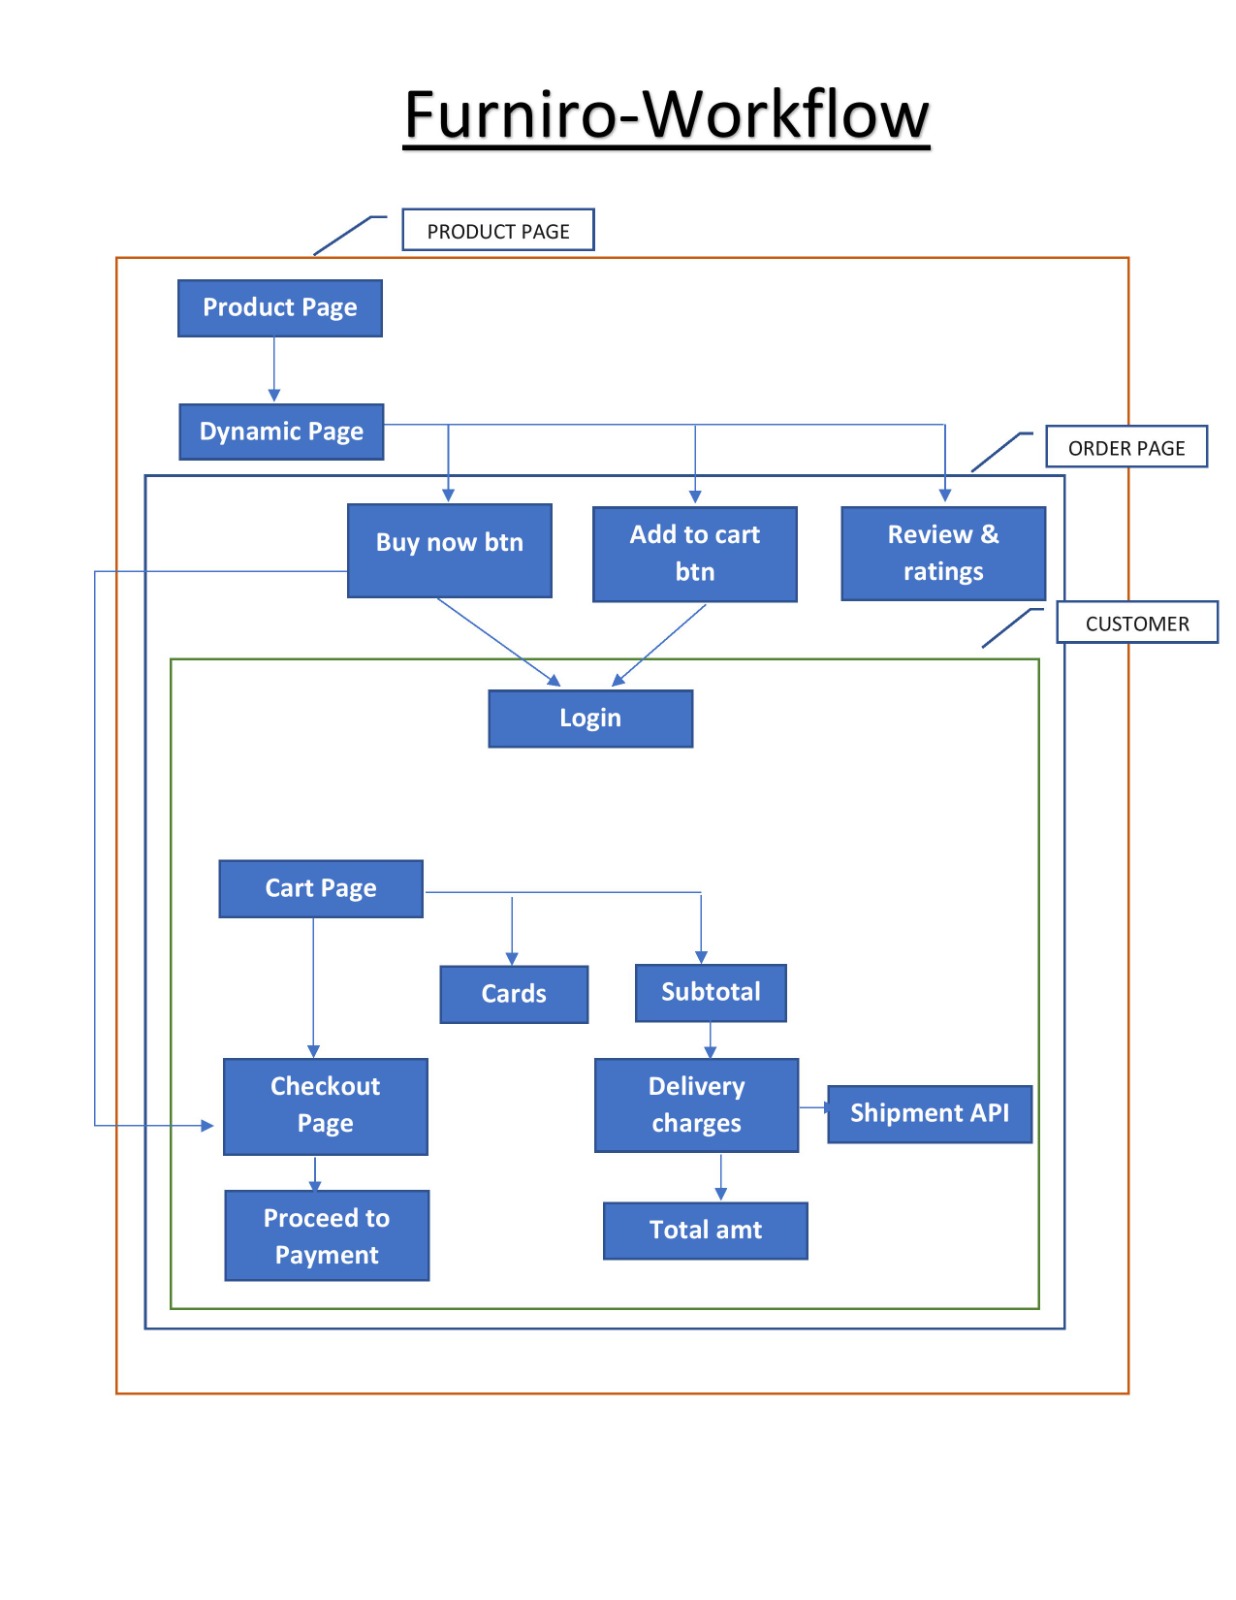 Furniro-Workflow
PRODUCT PAGE
Product Page
Dynamic Page
ORDER PAGE
Buy now btn
Add to cart
btn
Review &
ratings
CUSTOMER
Login
Cart Page
Cards
Subtotal
Checkout
Page
Delivery
charges
Shipment API
Proceed to
Payment
Total amt